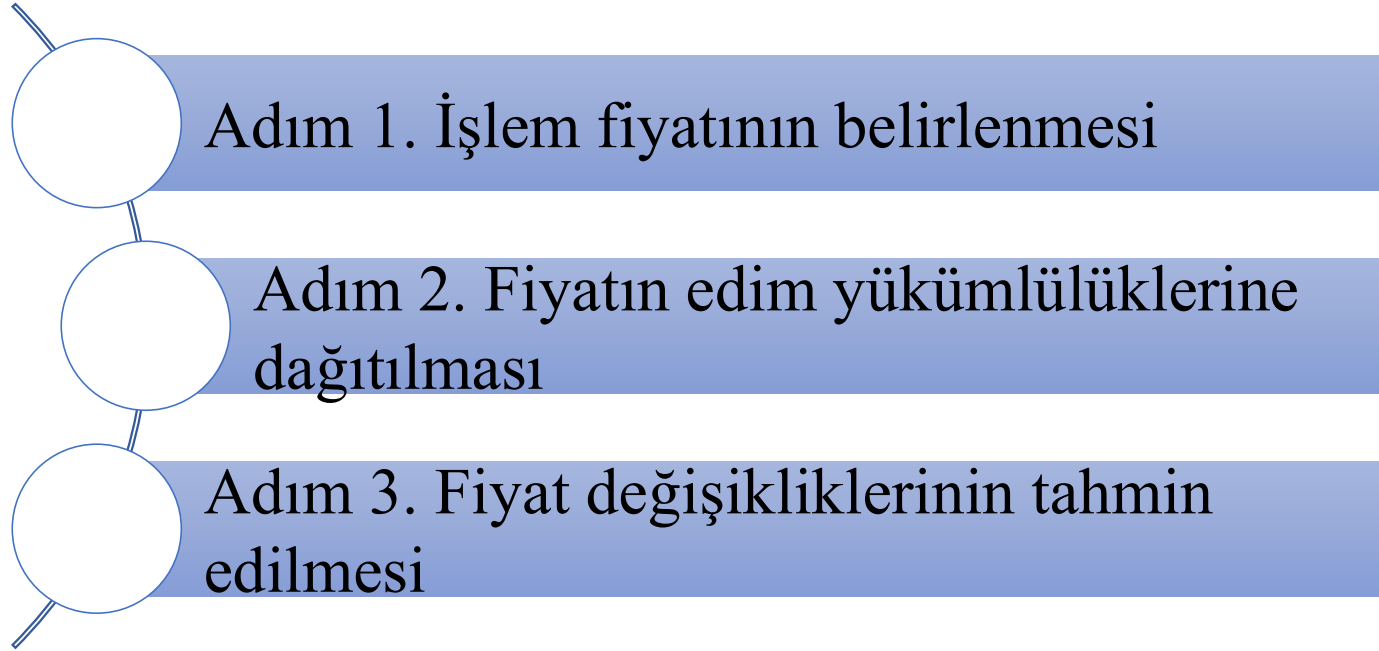 Adım 1. İşlem fiyatının belirlenmesi
Adım 2. Fiyatın edim yükümlülüklerine
dağıtılması
Adım 3. Fiyat değişikliklerinin tahmin
edilmesi